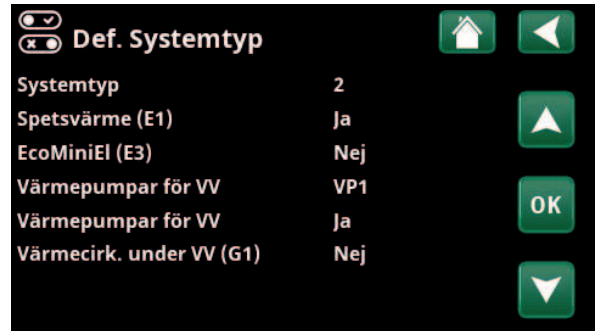 Def. Systemtyp
Systemtyp 2
Spetsvärme (E1) Ja
EcoMiniEl (E3) Nej
Värmepumpar för VV VP1
Värmepumpar för VV Ja
Värmecirk. under VV (G1) Nej
OK